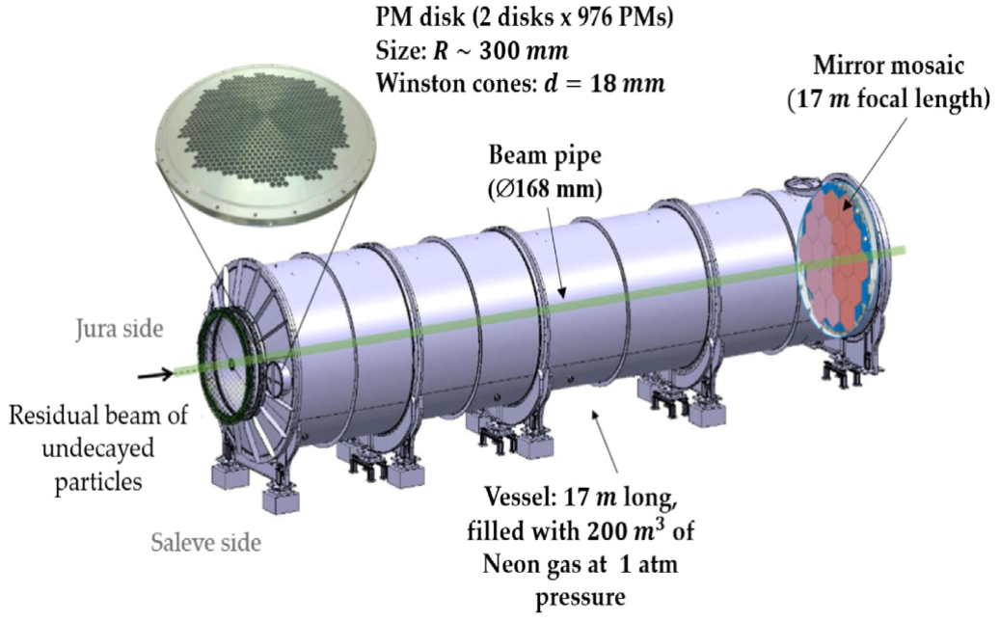 PM disk (2 disks x 976 PMs)
Size: R ~ 300 mm
Winston cones: d = 18 mm
Mirror mosaic
(17 m focal length)
Beam pipe
(Ø168 mm)
Jura side
Residual beam of
undecayed
particles
Saleve side
Vessel: 17 m long,
filled with 200 m³ of
Neon gas at 1 atm
pressure